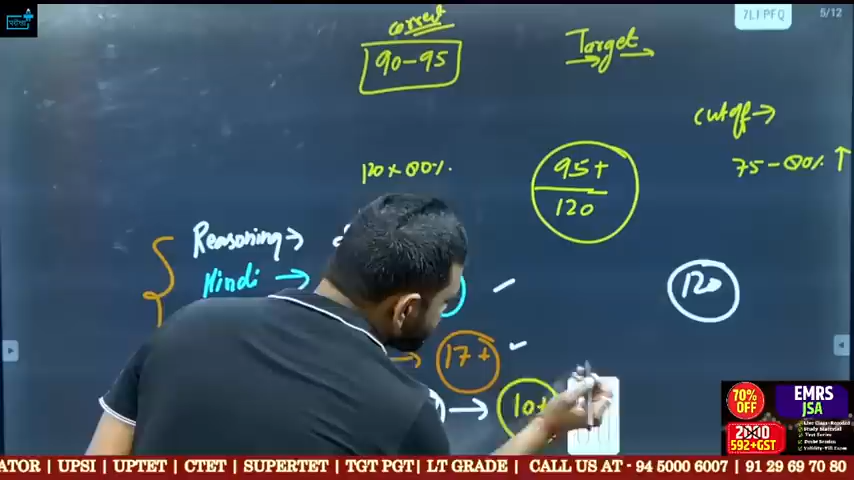 correct
90-95
Target
7LJ PFQ
5/12
cutoff →
75-80% ↑
120 × 80%
95+
120
Reasoning →
Hindi →
120
17+
10+
70%
OFF
EMRS
JSA
592+GST
ATOR | UPSI | UPTET | CTET | SUPERTET | TGT PGT| LT GRADE | CALL US AT - 94 5000 6007 | 91 29 69 70 80